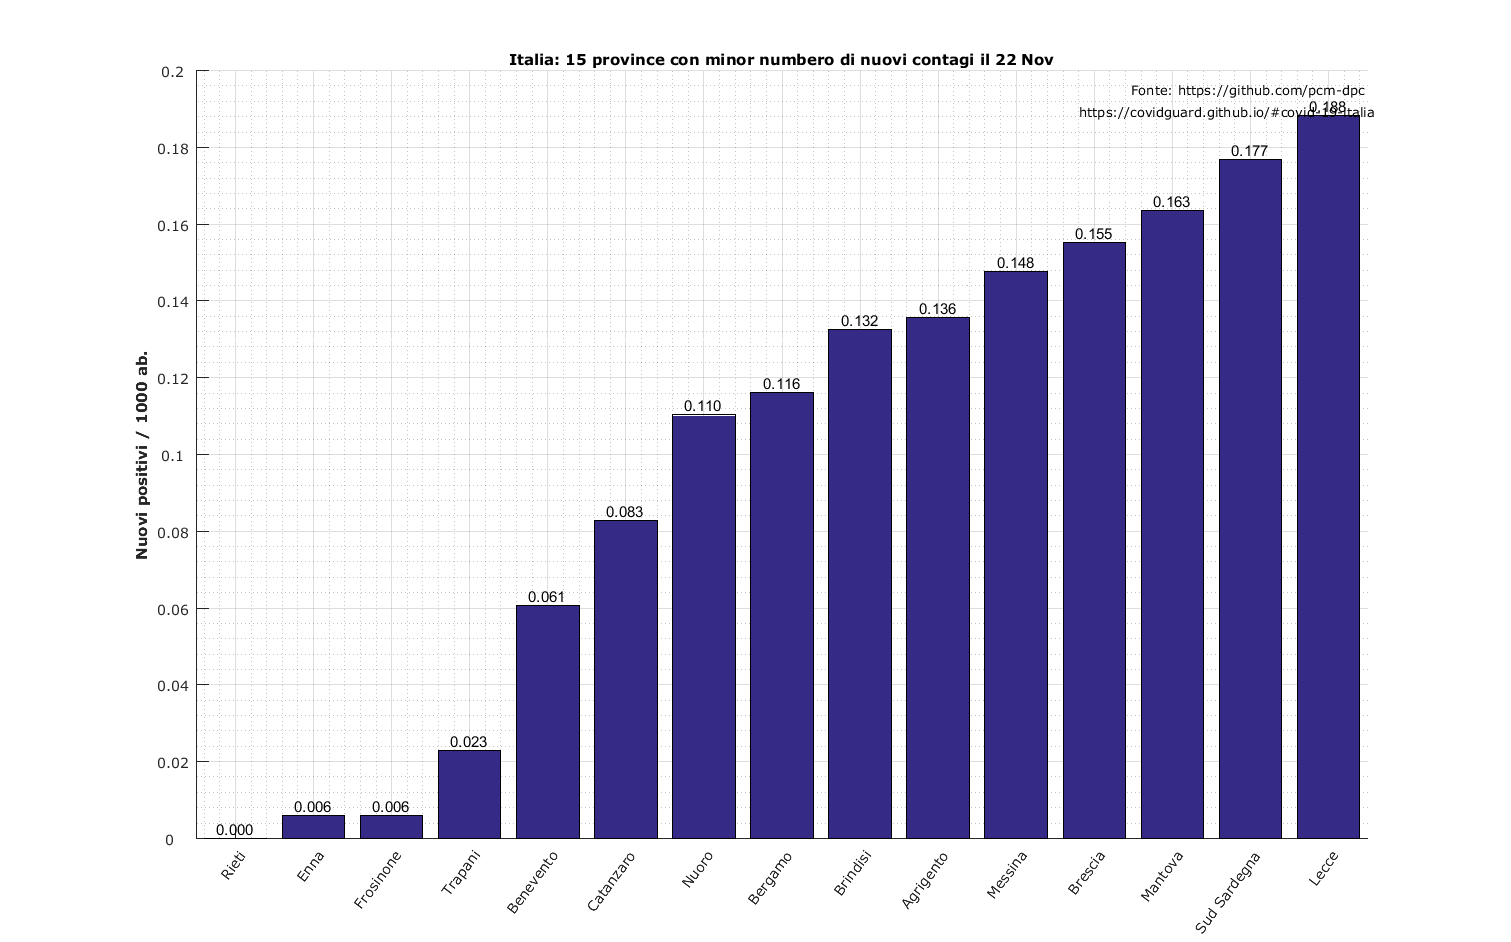 Italia: 15 province con minor numbero di nuovi contagi il 22 Nov
Fonte: https://github.com/pcm-dpc
https://covidguard.github.io/#covid-19-italia
Nuovi positivi / 1000 ab.
0.2
0.18
0.16
0.14
0.12
0.1
0.08
0.06
0.04
0.02
0
0.000
0.006
0.006
0.023
0.061
0.083
0.110
0.116
0.132
0.136
0.148
0.155
0.163
0.177
0.188
Rieti
Enna
Frosinone
Trapani
Benevento
Catanzaro
Nuoro
Bergamo
Brindisi
Agrigento
Messina
Brescia
Mantova
Sud Sardegna
Lecce